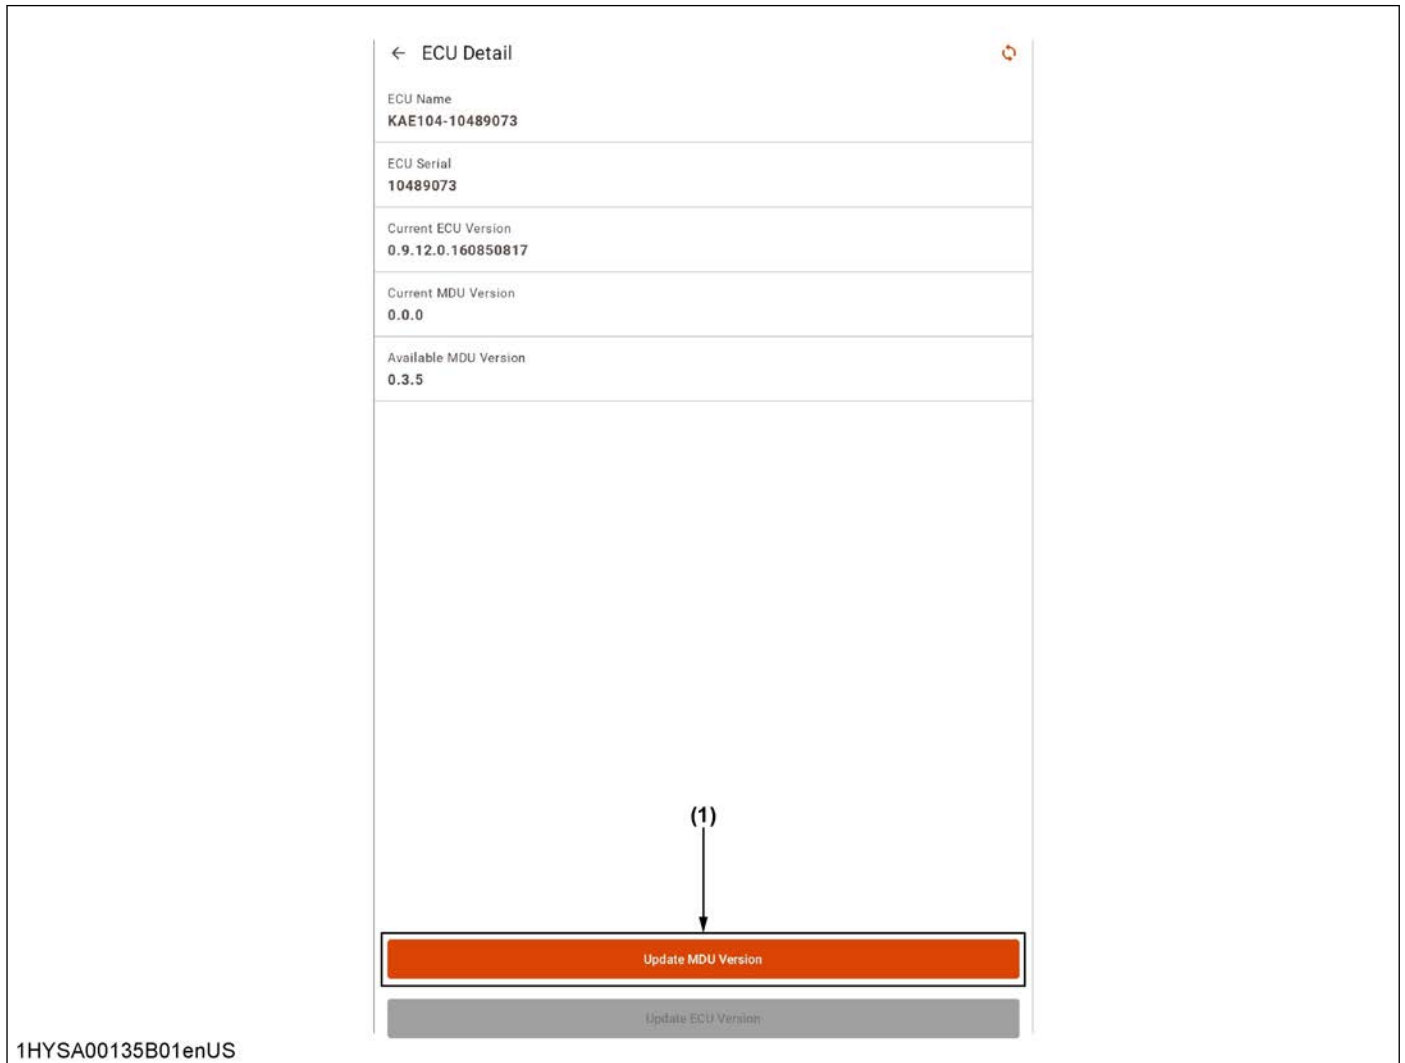 ← ECU Detail
ECU Name
KAE104-10489073
ECU Serial
10489073
Current ECU Version
0.9.12.0.160850817
Current MDU Version
0.0.0
Available MDU Version
0.3.5
(1)
Update MDU Version
Update ECU Version
1HYSA00135B01enUS